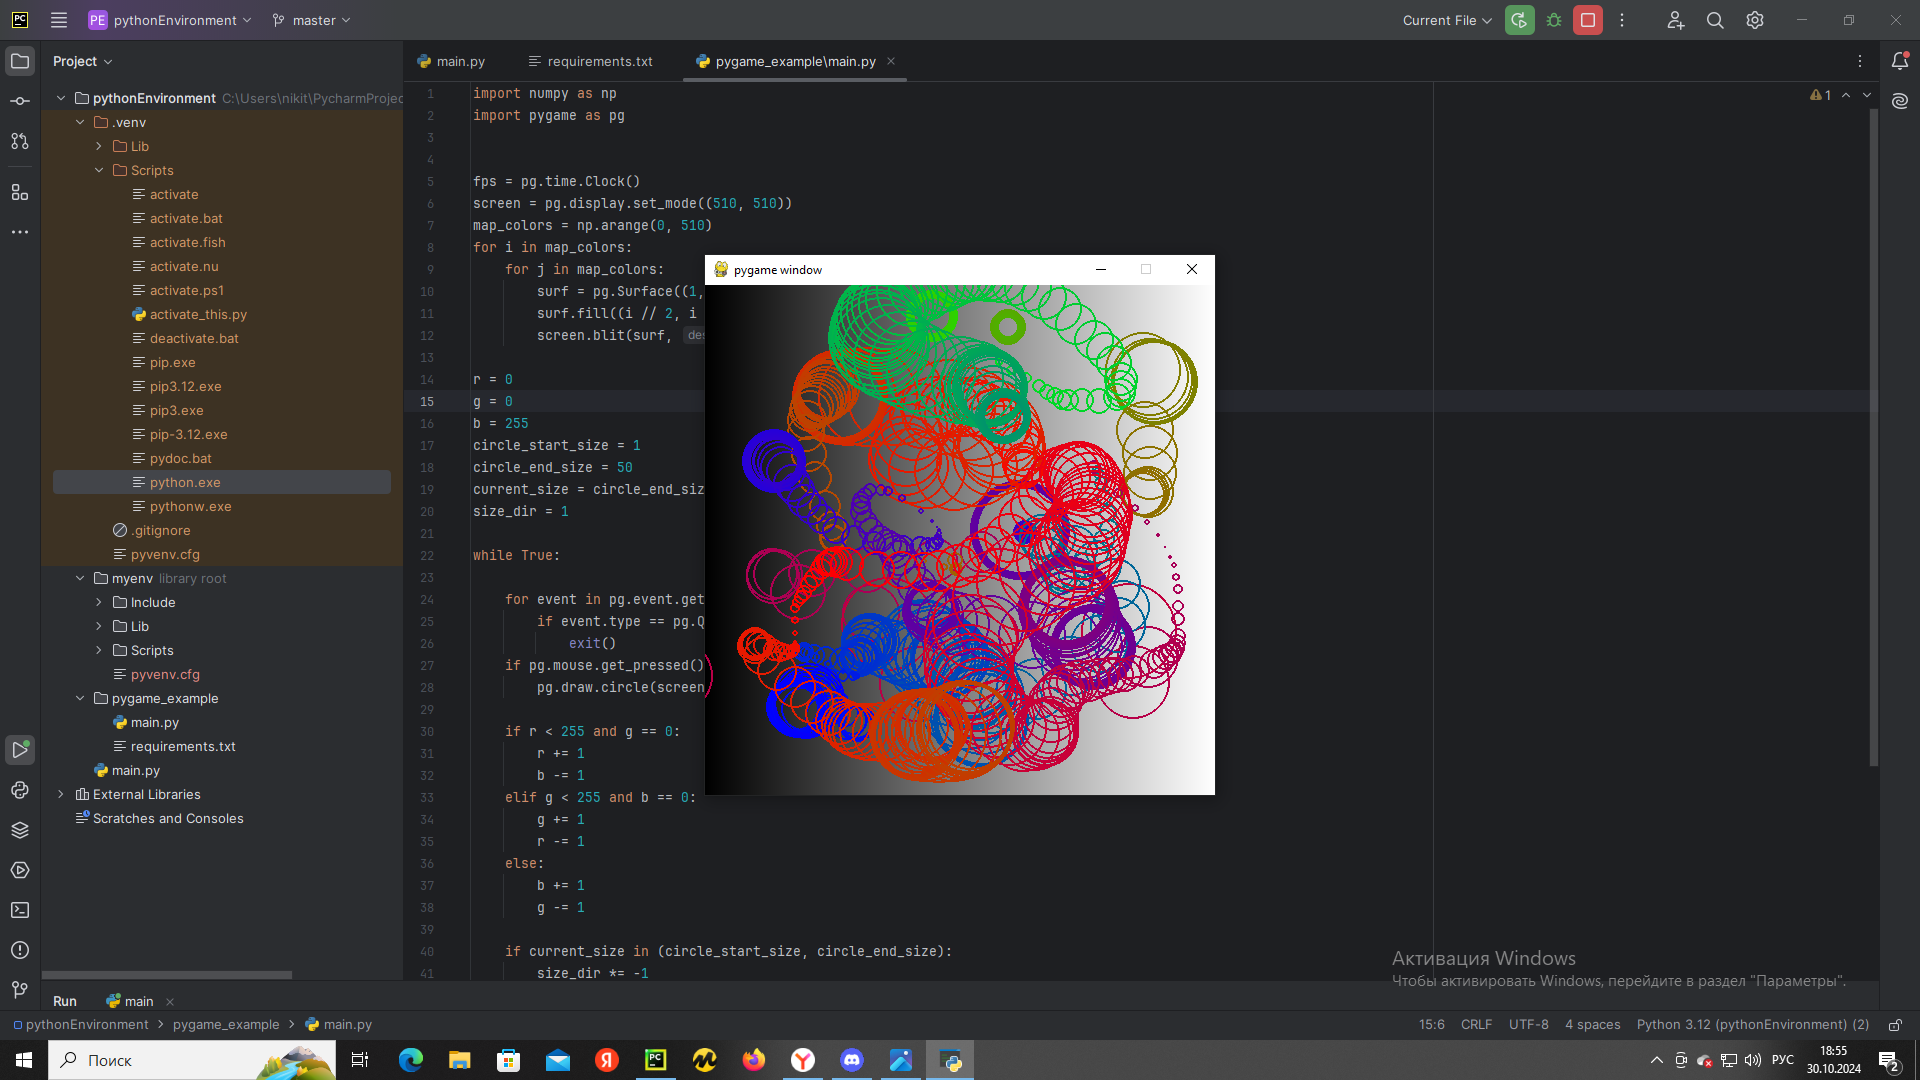 PE pythonEnvironment master Current File
Project
main.py requirements.txt pygame_example\main.py
pythonEnvironment C:\Users\nikit\PycharmProjec
.venv
Lib
Scripts
activate
activate.bat
activate.fish
activate.nu
activate.ps1
activate_this.py
deactivate.bat
pip.exe
pip3.12.exe
pip3.exe
pip-3.12.exe
pydoc.bat
python.exe
pythonw.exe
.gitignore
pyvenv.cfg
myenv library root
Include
Lib
Scripts
pyvenv.cfg
pygame_example
main.py
requirements.txt
main.py
External Libraries
Scratches and Consoles
1 import numpy as np
2 import pygame as pg
3
4
5 fps = pg.time.Clock()
6 screen = pg.display.set_mode((510, 510))
7 map_colors = np.arange(0, 510)
8 for i in map_colors:
9 for j in map_colors:
10 surf = pg.Surface((1,
11 surf.fill((i // 2, i
12 screen.blit(surf, des
13
14 r = 0
15 g = 0
16 b = 255
17 circle_start_size = 1
18 circle_end_size = 50
19 current_size = circle_end_siz
20 size_dir = 1
21
22 while True:
23
24 for event in pg.event.get
25 if event.type == pg.Q
26 exit()
27 if pg.mouse.get_pressed()
28 pg.draw.circle(screen
29
30 if r < 255 and g == 0:
31 r += 1
32 b -= 1
33 elif g < 255 and b == 0:
34 g += 1
35 r -= 1
36 else:
37 b += 1
38 g -= 1
39
40 if current_size in (circle_start_size, circle_end_size):
41 size_dir *= -1
1
pygame window
Активация Windows
Чтобы активировать Windows, перейдите в раздел "Параметры".
Run main
pythonEnvironment pygame_example main.py 15:6 CRLF UTF-8 4 spaces Python 3.12 (pythonEnvironment) (2)
Поиск
РУС
18:55
30.10.2024
2